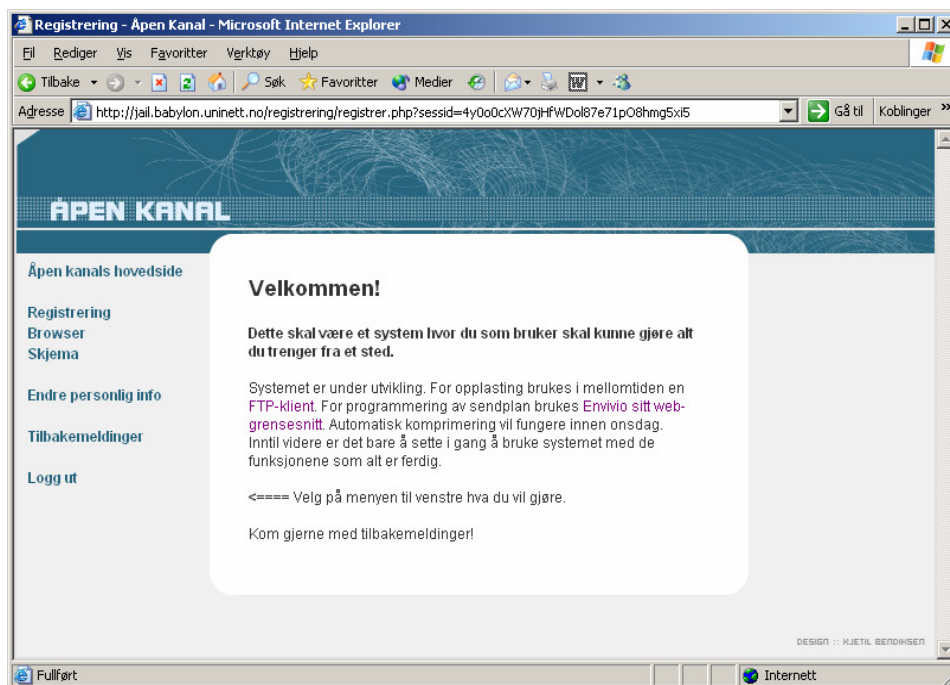 Registrering - Åpen Kanal - Microsoft Internet Explorer
Fil Rediger Vis Favoritter Verktøy Hjelp
Tilbake Søk Favoritter Medier
Adresse http://jail.babylon.uninett.no/registrering/registrer.php?sessid=4y0o0cXW70jHfWDol87e71pO8hmg5xi5 Gå til Koblinger »
ÅPEN KANAL
Åpen kanals hovedside
Registrering
Browser
Skjema
Endre personlig info
Tilbakemeldinger
Logg ut
Velkommen!
Dette skal være et system hvor du som bruker skal kunne gjøre alt
du trenger fra et sted.
Systemet er under utvikling. For opplasting brukes i mellomtiden en
FTP-klient. For programmering av sendplan brukes Envivio sitt web-
grensesnitt. Automatisk komprimering vil fungere innen onsdag.
Inntil videre er det bare å sette i gang å bruke systemet med de
funksjonene som alt er ferdig.
<==== Velg på menyen til venstre hva du vil gjøre.
Kom gjerne med tilbakemeldinger!
DESIGN :: KJETIL BENDIKSEN
Fullført Internett